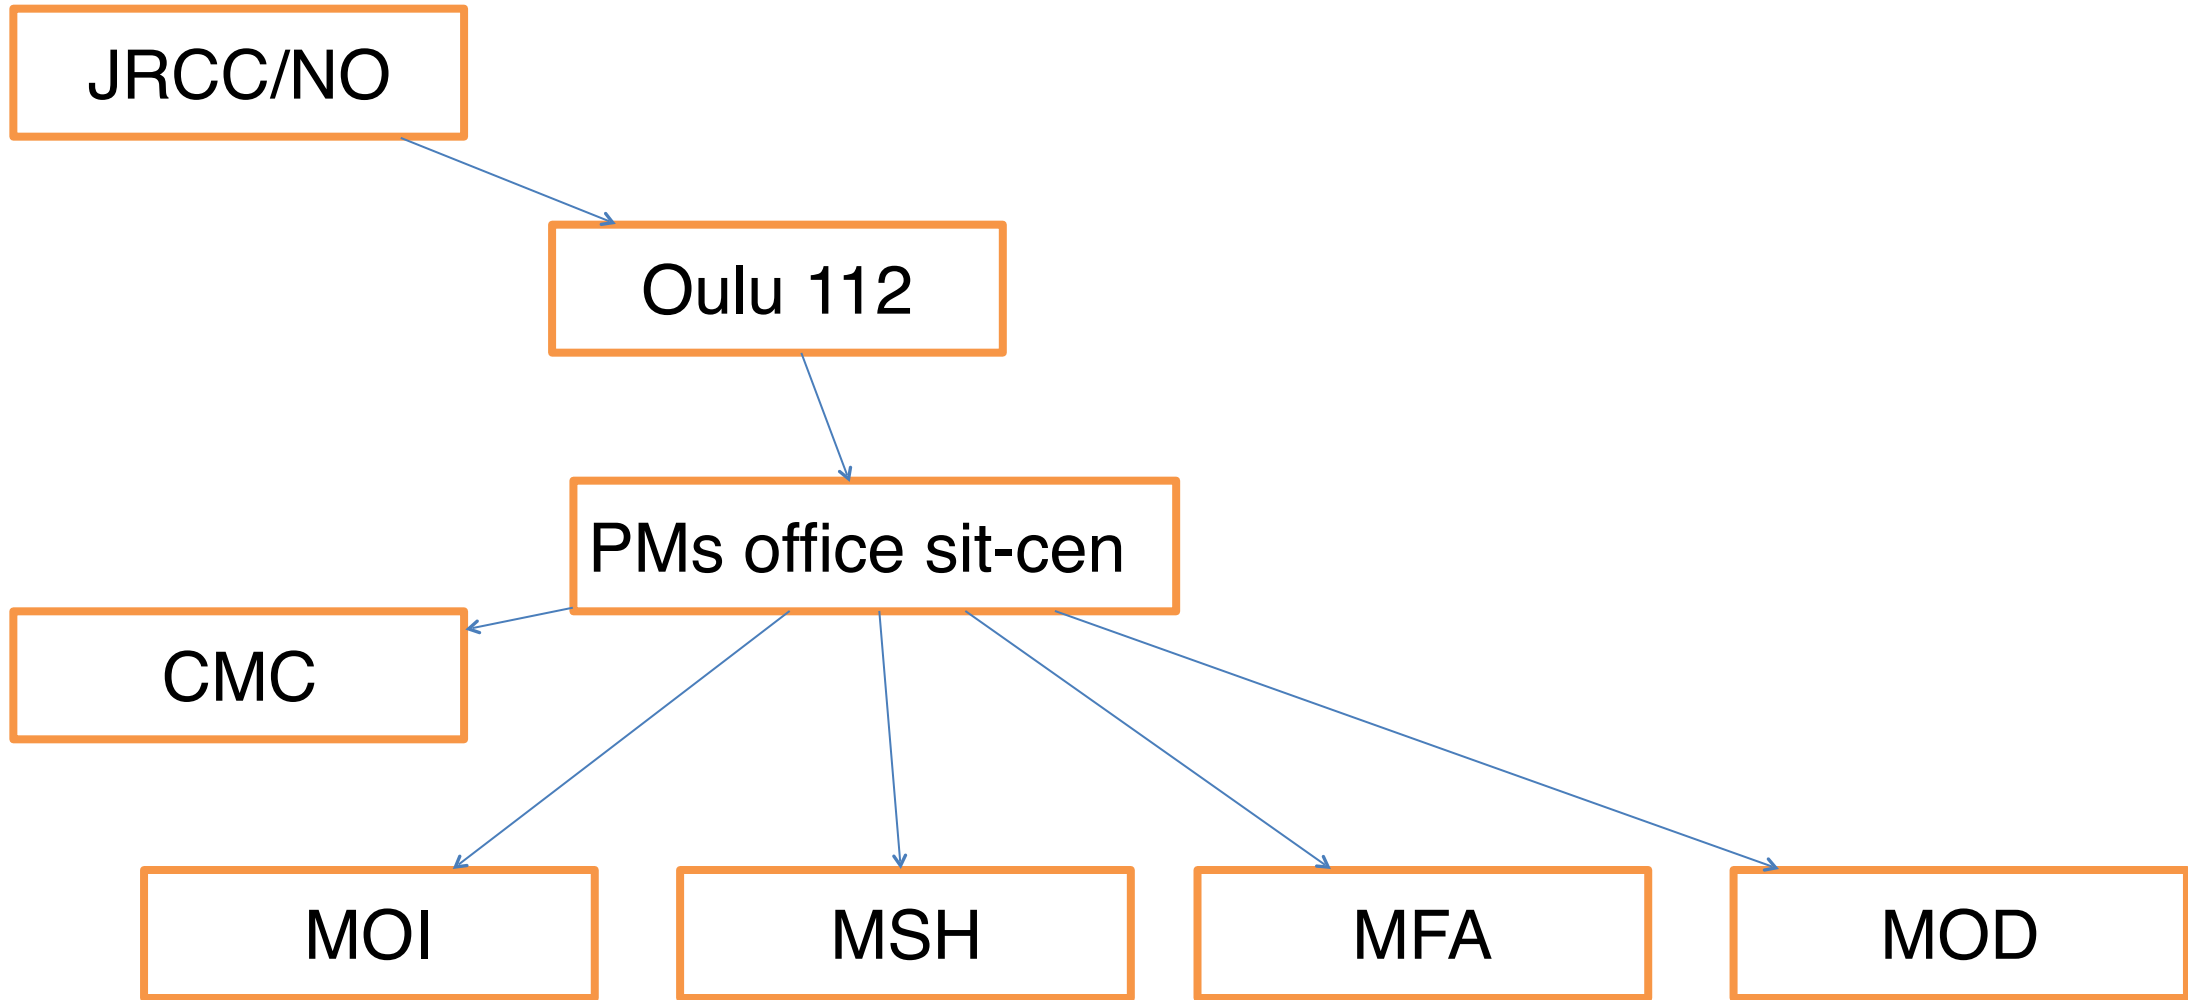 JRCC/NO
Oulu 112
PMs office sit-cen
CMC
MOI
MSH
MFA
MOD